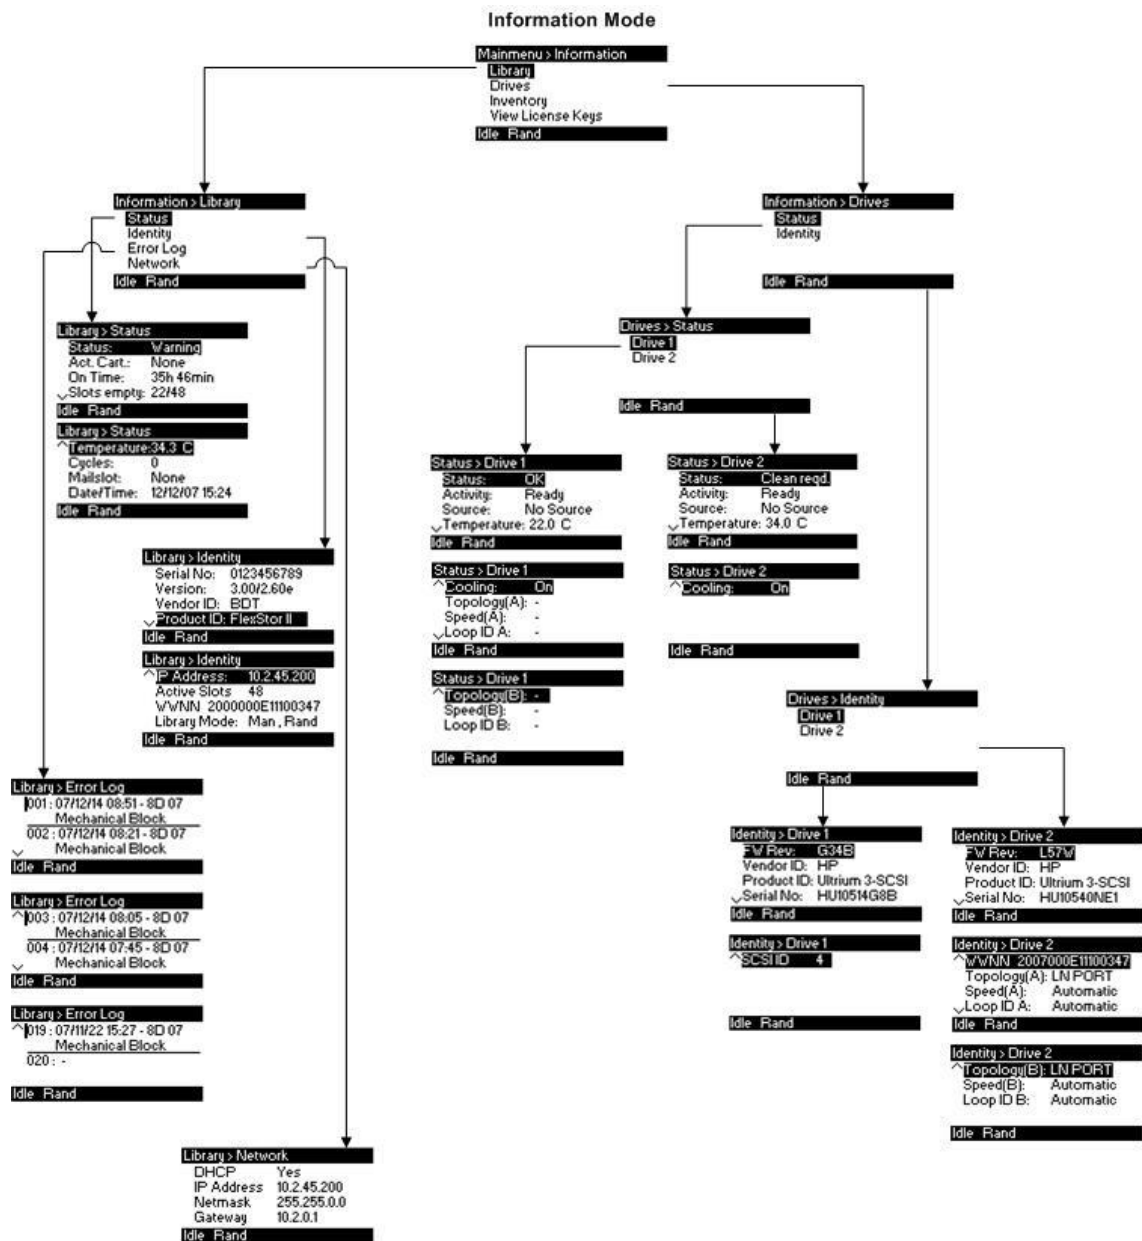 Information Mode
Mainmenu > Information
Library
Drives
Inventory
View License Keys
Idle Rand
Information > Library
Status
Identity
Error Log
Network
Idle Rand
Information > Drives
Status
Identity
Idle Rand
Library > Status
Status: Warning
Act. Cart.: None
On Time: 35h 46min
Slots empty: 22/48
Idle Rand
Library > Status
Temperature: 34.3 C
Cycles: 0
Mailslot: None
Date/Time: 12/12/07 15:24
Idle Rand
Drives > Status
Drive 1
Drive 2
Idle Rand
Status > Drive 1
Status: OK
Activity: Ready
Source: No Source
Temperature: 22.0 C
Idle Rand
Status > Drive 1
Cooling: On
Topology(A): -
Speed(A): -
Loop ID A: -
Idle Rand
Status > Drive 1
Topology(B): -
Speed(B): -
Loop ID B: -
Idle Rand
Status > Drive 2
Status: Clean reqd.
Activity: Ready
Source: No Source
Temperature: 34.0 C
Idle Rand
Status > Drive 2
Cooling: On
Idle Rand
Library > Identity
Serial No: 0123456789
Version: 3.00/2.60e
Vendor ID: BDT
Product ID: FlexStor II
Idle Rand
Library > Identity
IP Address: 10.2.45.200
Active Slots 48
WWNN 2000000E11100347
Library Mode: Man , Rand
Idle Rand
Drives > Identity
Drive 1
Drive 2
Idle Rand
Library > Error Log
001 : 07/12/14 08:51 - 8D 07
Mechanical Block
002 : 07/12/14 08:21 - 8D 07
Mechanical Block
Idle Rand
Library > Error Log
003 : 07/12/14 08:05 - 8D 07
Mechanical Block
004 : 07/12/14 07:45 - 8D 07
Mechanical Block
Idle Rand
Library > Error Log
019 : 07/11/22 15:27 - 8D 07
Mechanical Block
020 : -
Idle Rand
Identity > Drive 1
FW Rev: G34B
Vendor ID: HP
Product ID: Ultrium 3-SCSI
Serial No: HU10514G8B
Idle Rand
Identity > Drive 1
SCSI ID 4
Idle Rand
Identity > Drive 2
FW Rev: L57W
Vendor ID: HP
Product ID: Ultrium 3-SCSI
Serial No: HU10540NE1
Idle Rand
Identity > Drive 2
WWNN 2007000E11100347
Topology(A): LN PORT
Speed(A): Automatic
Loop ID A: Automatic
Idle Rand
Identity > Drive 2
Topology(B): LN PORT
Speed(B): Automatic
Loop ID B: Automatic
Idle Rand
Library > Network
DHCP Yes
IP Address 10.2.45.200
Netmask 255.255.0.0
Gateway 10.2.0.1
Idle Rand